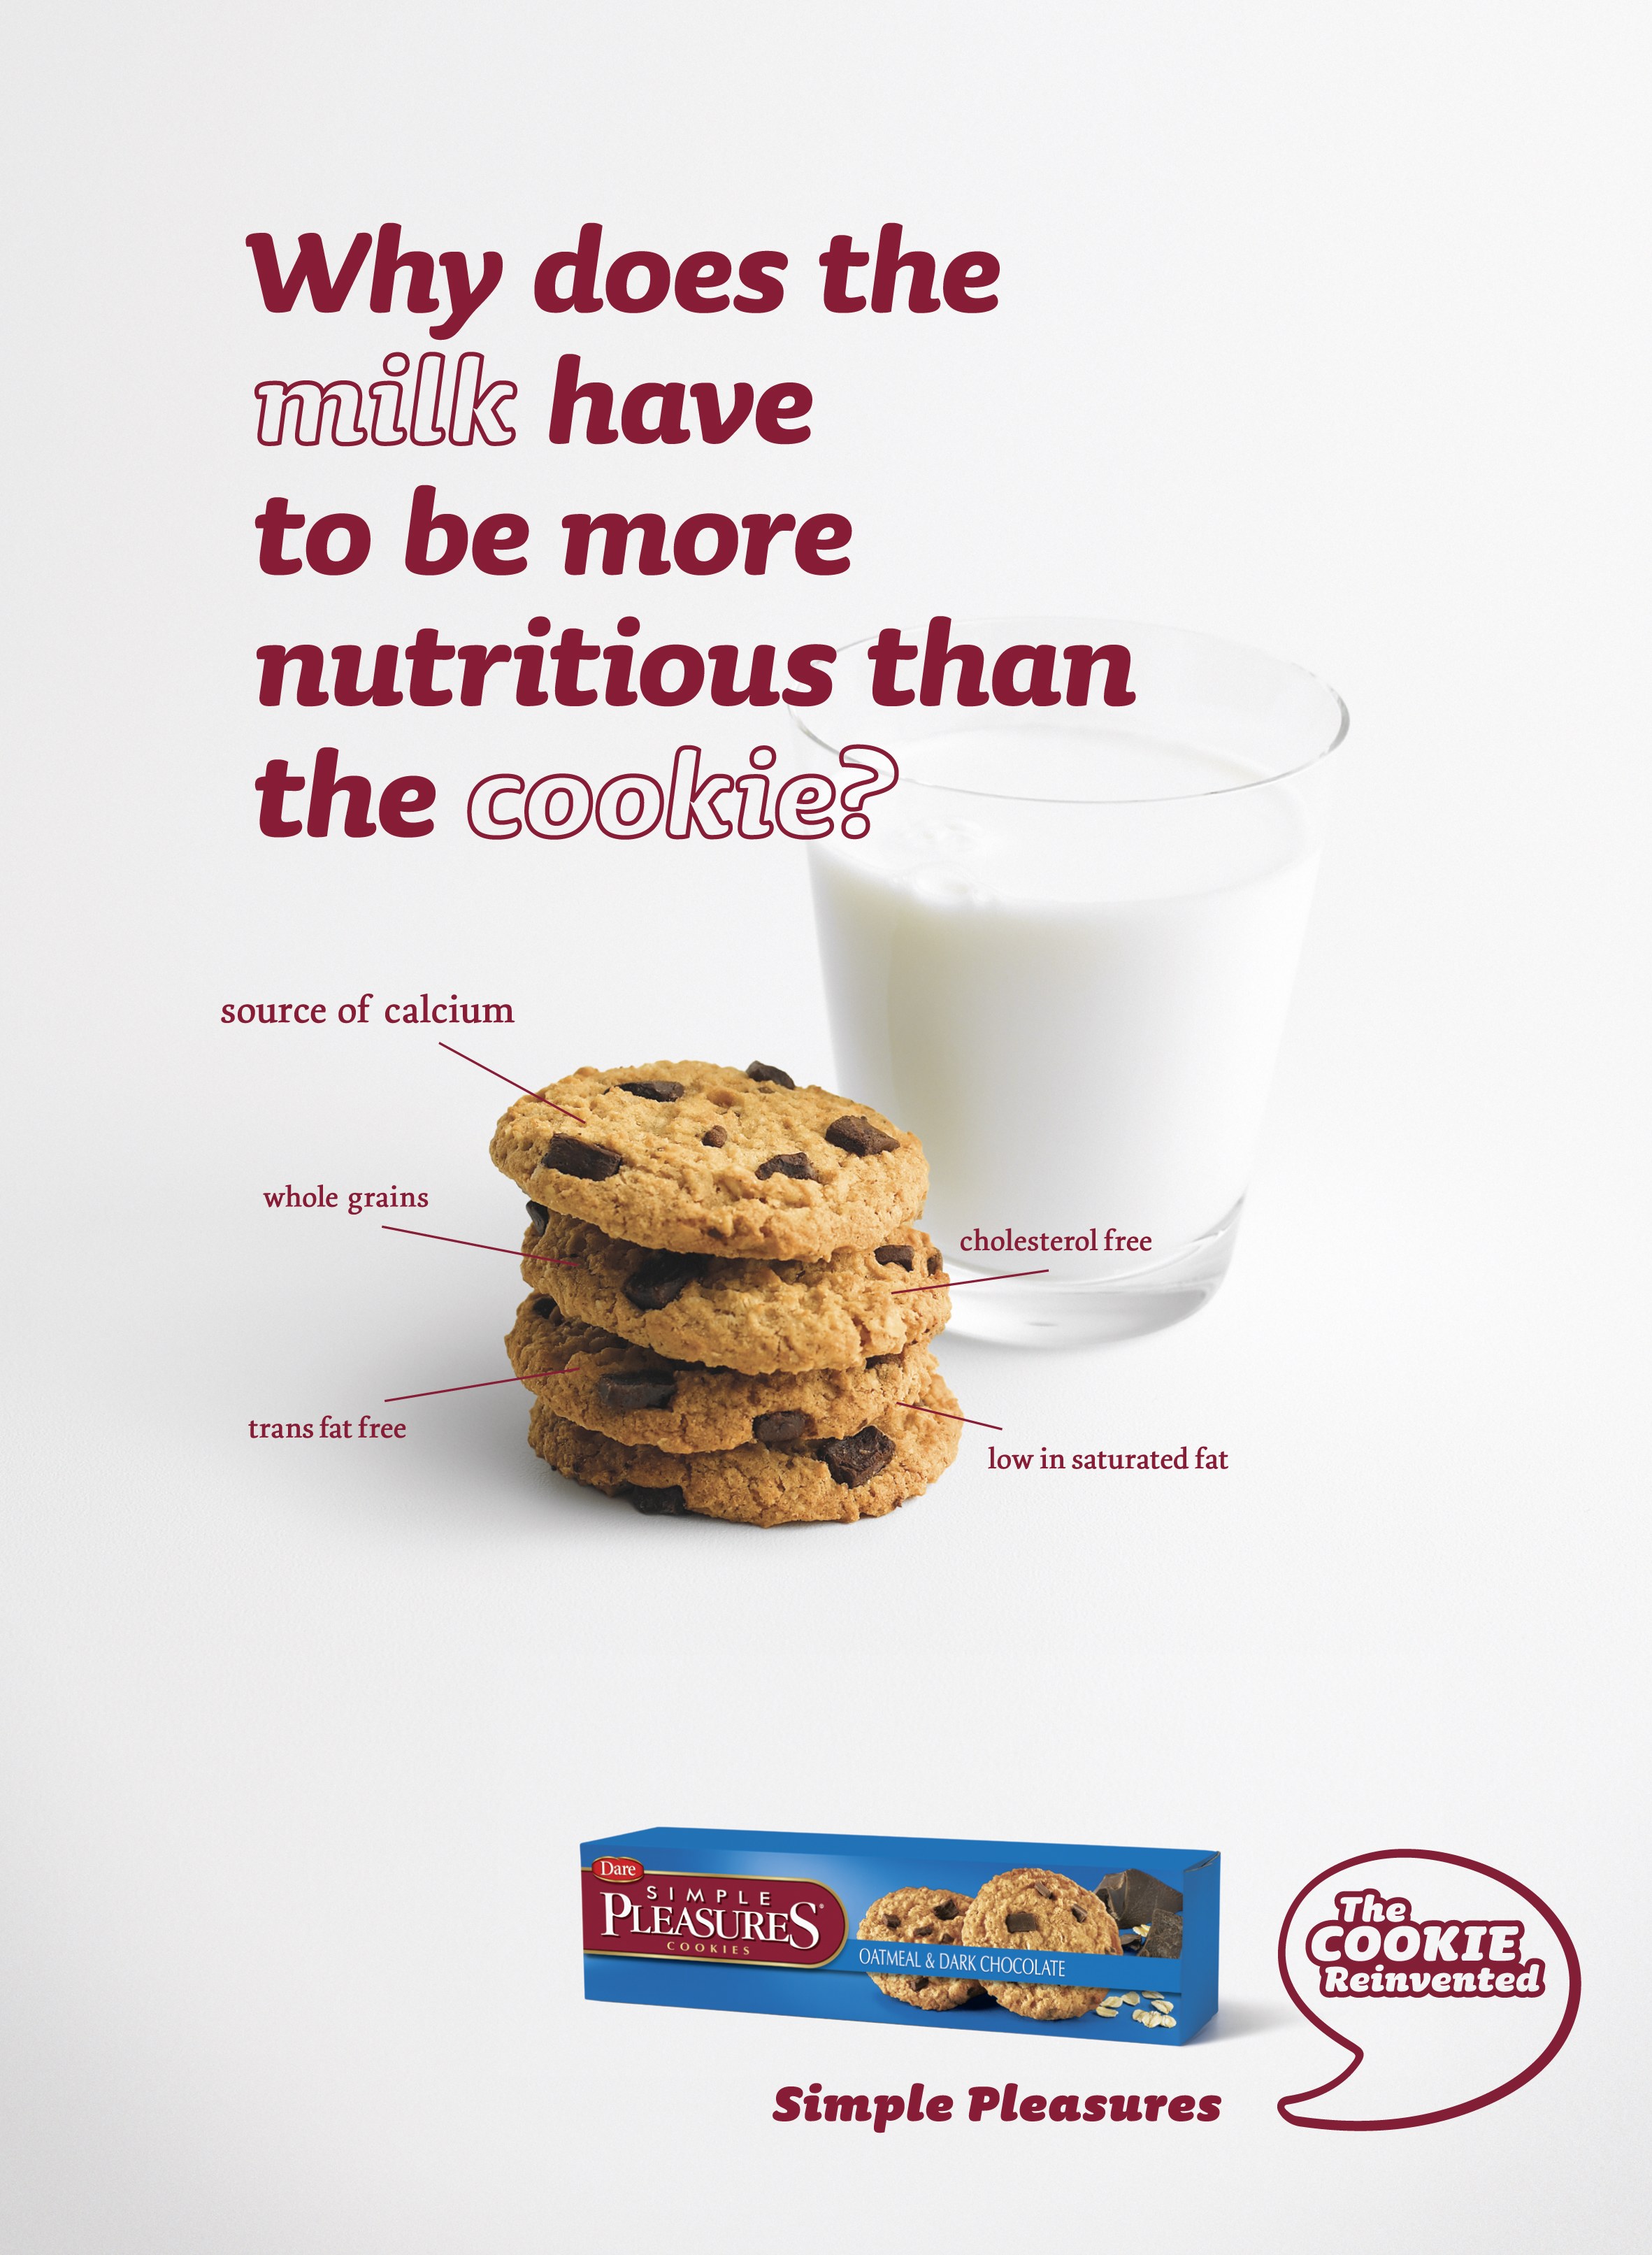 Why does the
milk have
to be more
nutritious than
the cookie?
source of calcium
whole grains
cholesterol free
trans fat free
low in saturated fat
Dare
SIMPLE
PLEASURES®
COOKIES
OATMEAL & DARK CHOCOLATE
The
COOKIE
Reinvented
Simple Pleasures